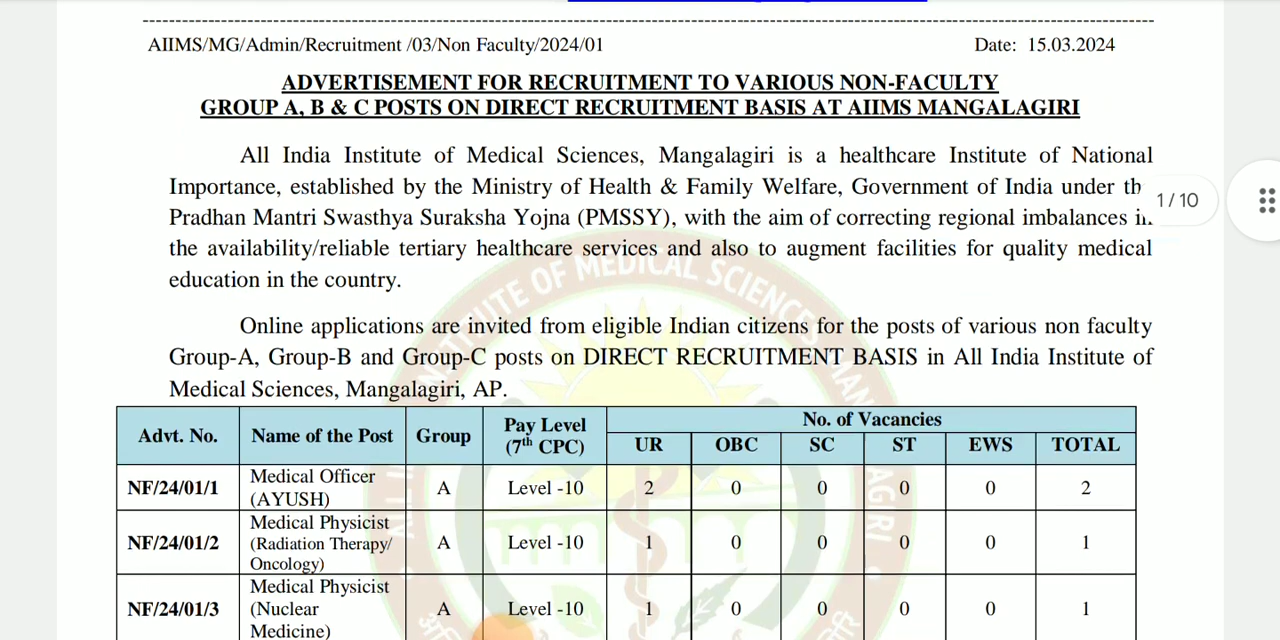 AIIMS/MG/Admin/Recruitment /03/Non Faculty/2024/01 Date: 15.03.2024
ADVERTISEMENT FOR RECRUITMENT TO VARIOUS NON-FACULTY
GROUP A, B & C POSTS ON DIRECT RECRUITMENT BASIS AT AIIMS MANGALAGIRI
All India Institute of Medical Sciences, Mangalagiri is a healthcare Institute of National
Importance, established by the Ministry of Health & Family Welfare, Government of India under th
1 / 10
Pradhan Mantri Swasthya Suraksha Yojna (PMSSY), with the aim of correcting regional imbalances
the availability/reliable tertiary healthcare services and also to augment facilities for quality medical
education in the country.
Online applications are invited from eligible Indian citizens for the posts of various non faculty
Group-A, Group-B and Group-C posts on DIRECT RECRUITMENT BASIS in All India Institute of
Medical Sciences, Mangalagiri, AP.
Advt. No. Name of the Post Group Pay Level (7th CPC) No. of Vacancies
UR OBC SC ST EWS TOTAL
NF/24/01/1 Medical Officer (AYUSH) A Level -10 2 0 0 0 0 2
NF/24/01/2 Medical Physicist (Radiation Therapy/ Oncology) A Level -10 1 0 0 0 0 1
NF/24/01/3 Medical Physicist (Nuclear Medicine) A Level -10 1 0 0 0 0 1
INSTITUTE OF MEDICAL SCIENCES